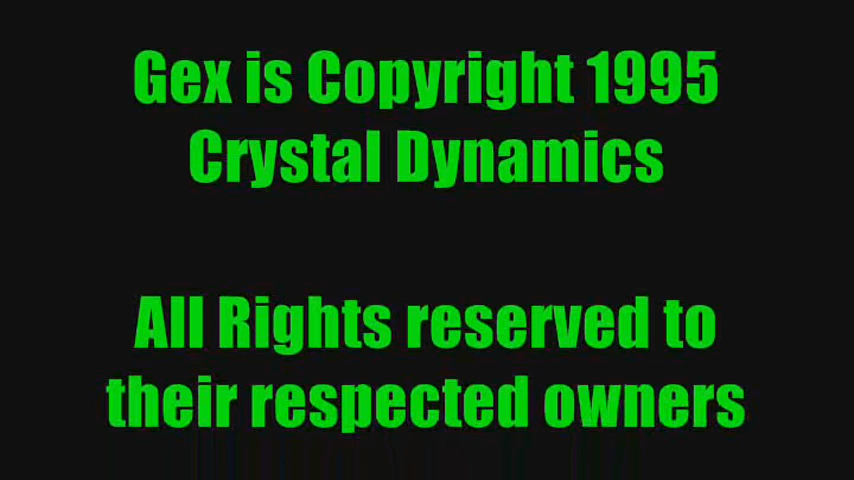 Gex is Copyright 1995
Crystal Dynamics
All Rights reserved to
their respected owners